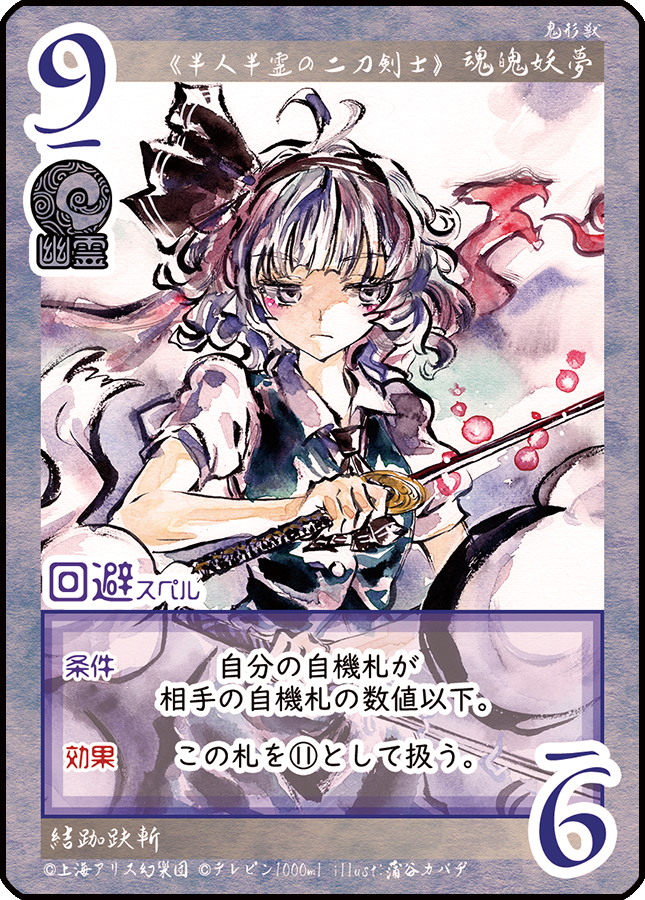 鬼形獣
9
《半人半霊の二刀剣士》 魂魄妖夢
幽霊
回避スペル
条件
自分の自機札が
相手の自機札の数値以下。
効果
この札を⑪として扱う。
9
結跏趺斬
©上海アリス幻樂団 ©テレピン1000ml illust:蒲谷カバヂ